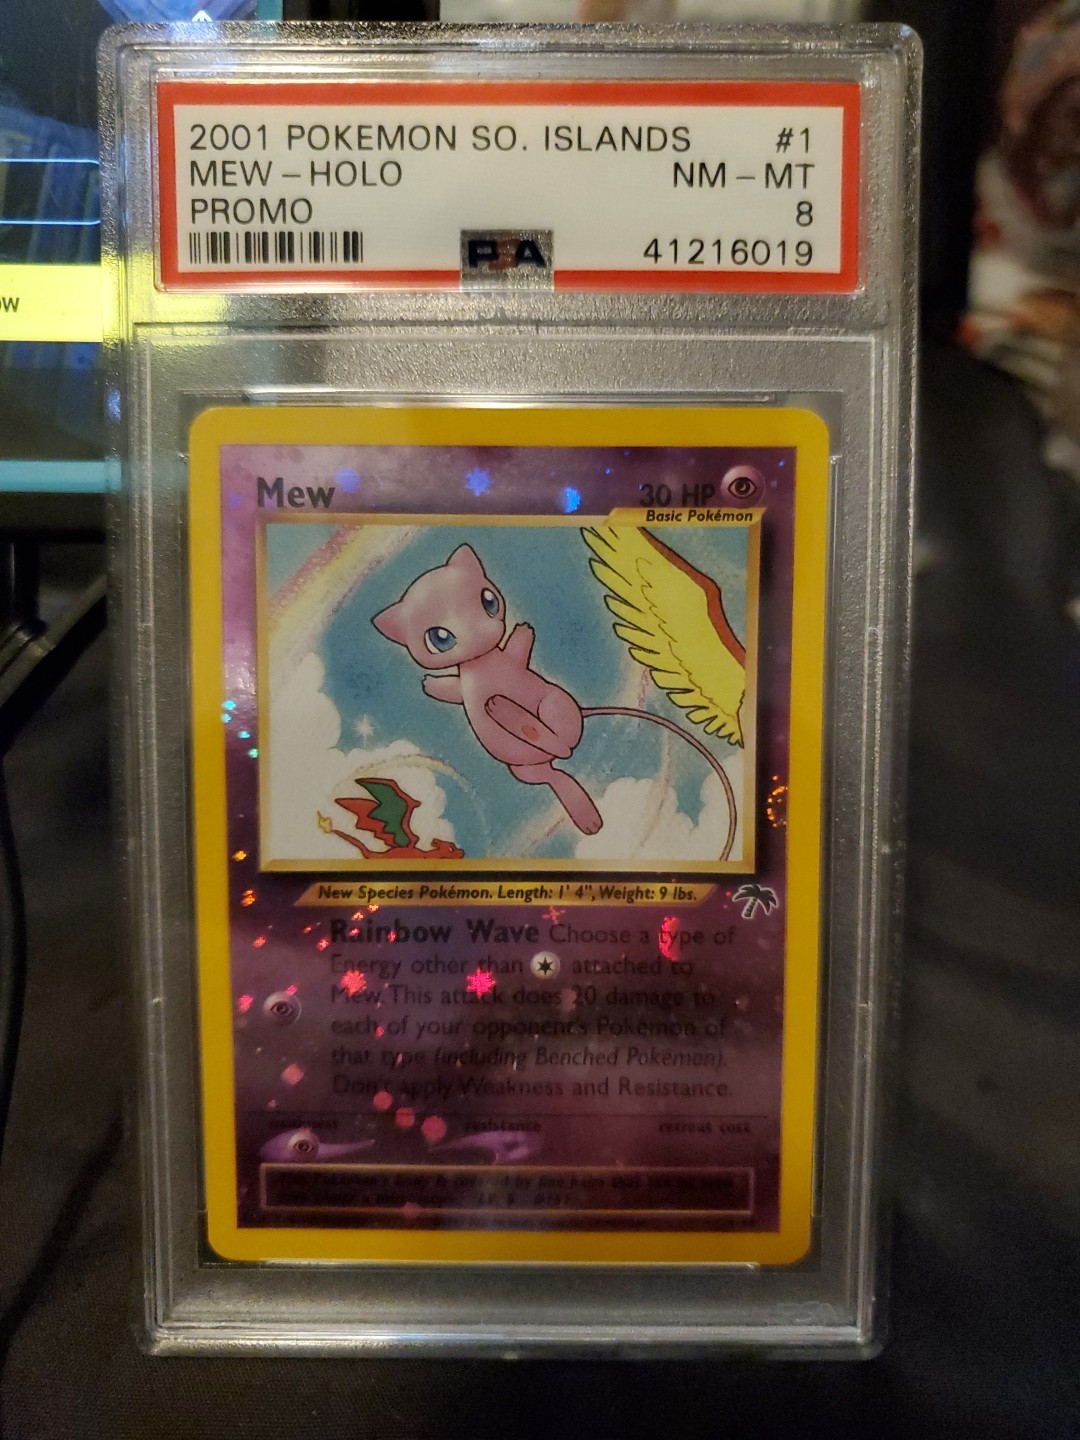 2001 POKEMON SO. ISLANDS #1
MEW-HOLO NM-MT
PROMO 8
PSA 41216019
ow
Mew 30 HP
Basic Pokémon
New Species Pokémon. Length: 1' 4", Weight: 9 lbs.
Rainbow Wave Choose a type of
Energy other than attached to
Mew. This attack does 20 damage to
each of your opponent's Pokémon of
that type (including Benched Pokémon).
Don't apply Weakness and Resistance.
weakness resistance retreat cost